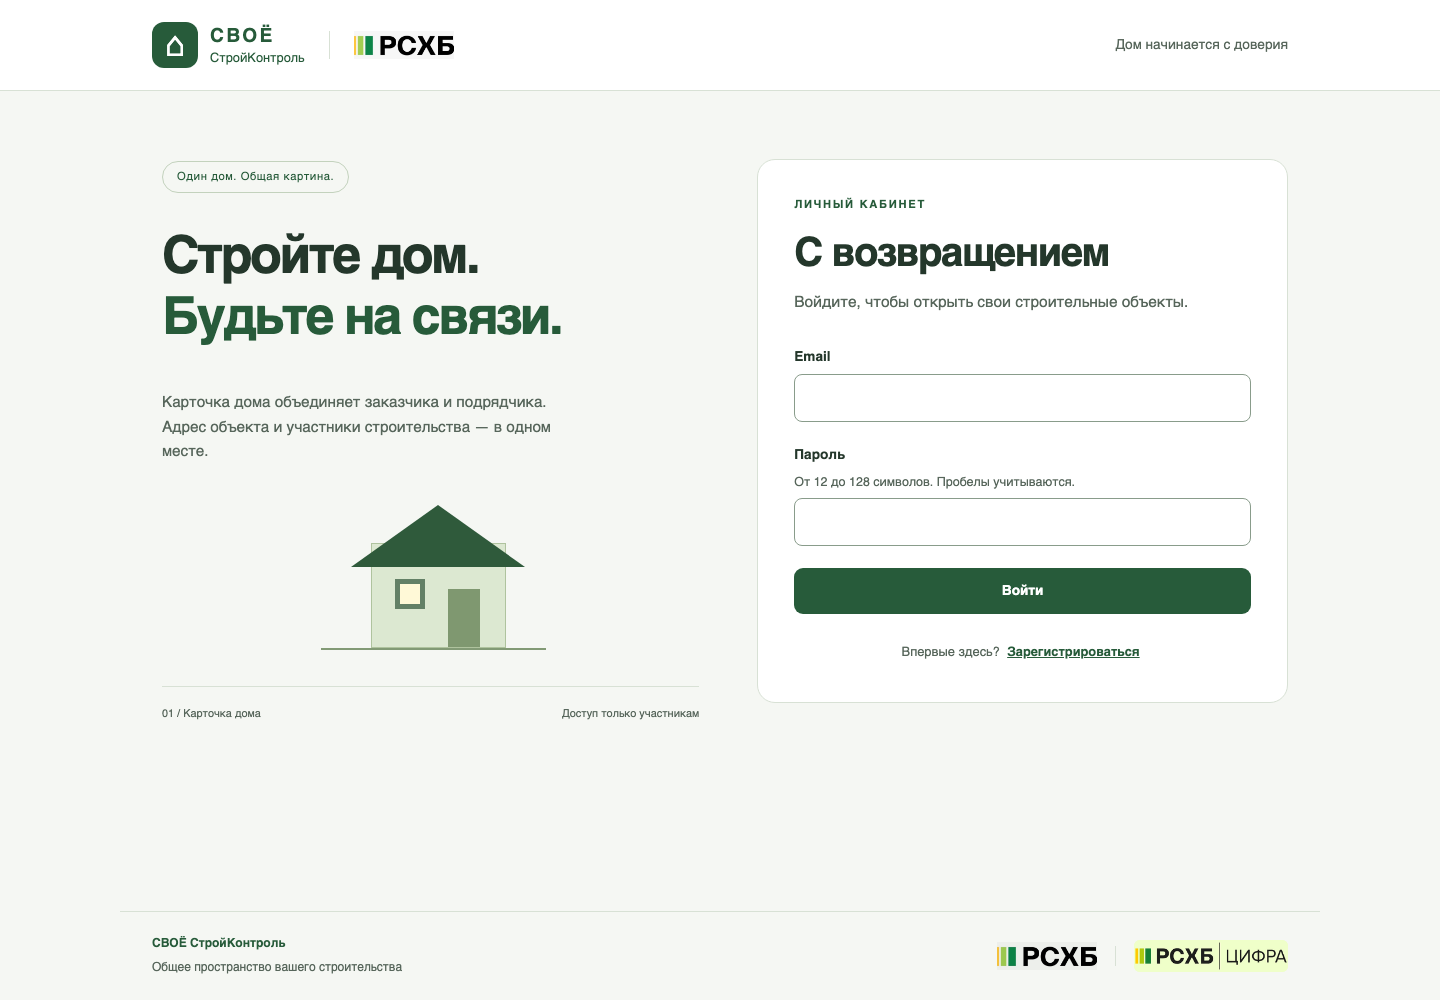 СВОЁ
СтройКонтроль
РСХБ
Дом начинается с доверия
Один дом. Общая картина.
Стройте дом.
Будьте на связи.
Карточка дома объединяет заказчика и подрядчика.
Адрес объекта и участники строительства — в одном
месте.
01 / Карточка дома
Доступ только участникам
ЛИЧНЫЙ КАБИНЕТ
С возвращением
Войдите, чтобы открыть свои строительные объекты.
Email
Пароль
От 12 до 128 символов. Пробелы учитываются.
Войти
Впервые здесь? Зарегистрироваться
СВОЁ СтройКонтроль
Общее пространство вашего строительства
РСХБ
РСХБ ЦИФРА